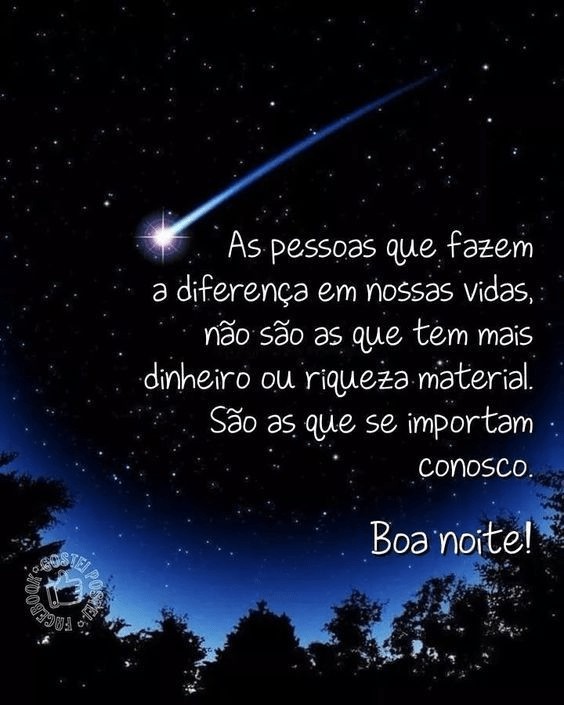 As pessoas que fazem
a diferença em nossas vidas,
não são as que tem mais
dinheiro ou riqueza material.
São as que se importam
conosco.
Boa noite!
GOSTEI POSTEI • FACEBOOK •